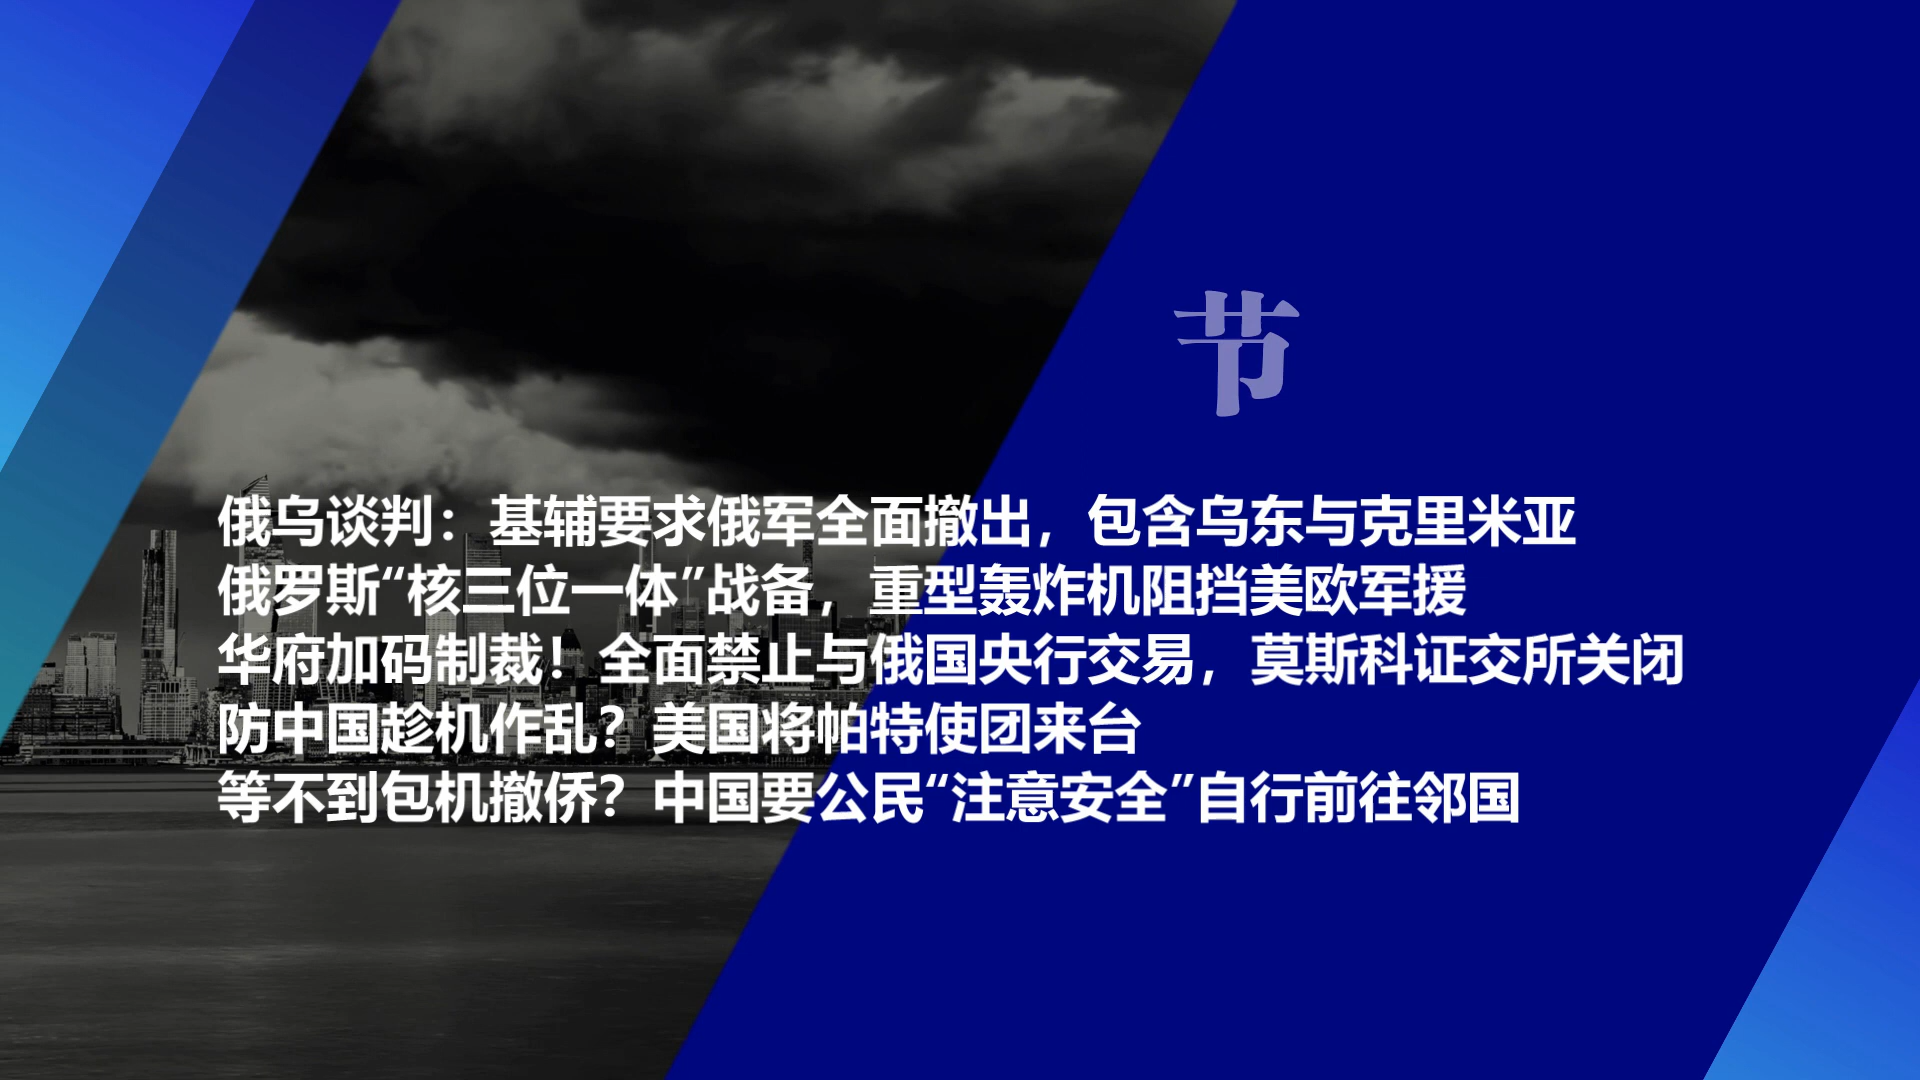 节
俄乌谈判：基辅要求俄军全面撤出，包含乌东与克里米亚
俄罗斯“核三位一体”战备，重型轰炸机阻挡美欧军援
华府加码制裁！全面禁止与俄国央行交易，莫斯科证交所关闭
防中国趁机作乱？美国将帕特使团来台
等不到包机撤侨？中国要公民“注意安全”自行前往邻国